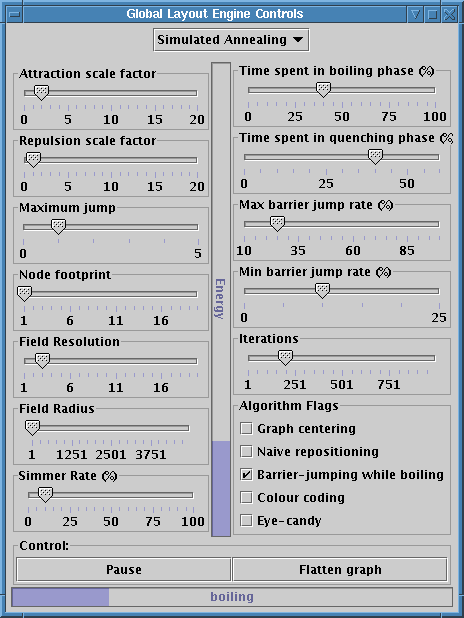 Global Layout Engine Controls
Simulated Annealing
Attraction scale factor
0 5 10 15 20
Repulsion scale factor
0 5 10 15 20
Maximum jump
0 5
Node footprint
1 6 11 16
Field Resolution
1 6 11 16
Field Radius
1 1251 2501 3751
Simmer Rate (%)
0 25 50 75 100
Energy
Time spent in boiling phase (%)
0 25 50 75 100
Time spent in quenching phase (%
0 25 50
Max barrier jump rate (%)
10 35 60 85
Min barrier jump rate (%)
0 25
Iterations
1 251 501 751
Algorithm Flags
Graph centering
Naive repositioning
Barrier-jumping while boiling
Colour coding
Eye-candy
Control:
Pause
Flatten graph
boiling